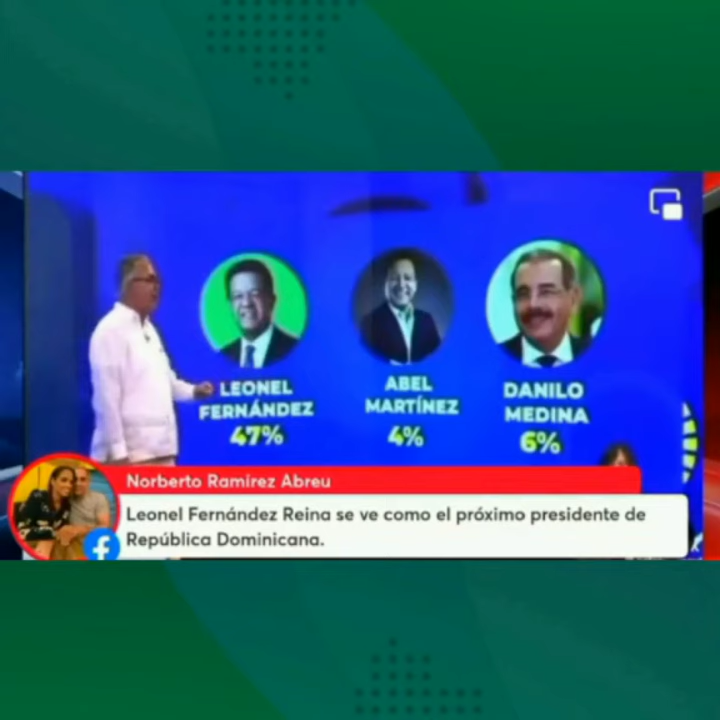 LEONEL
FERNÁNDEZ
47%
ABEL
MARTÍNEZ
4%
DANILO
MEDINA
6%
Norberto Ramírez Abreu
Leonel Fernández Reina se ve como el próximo presidente de
República Dominicana.